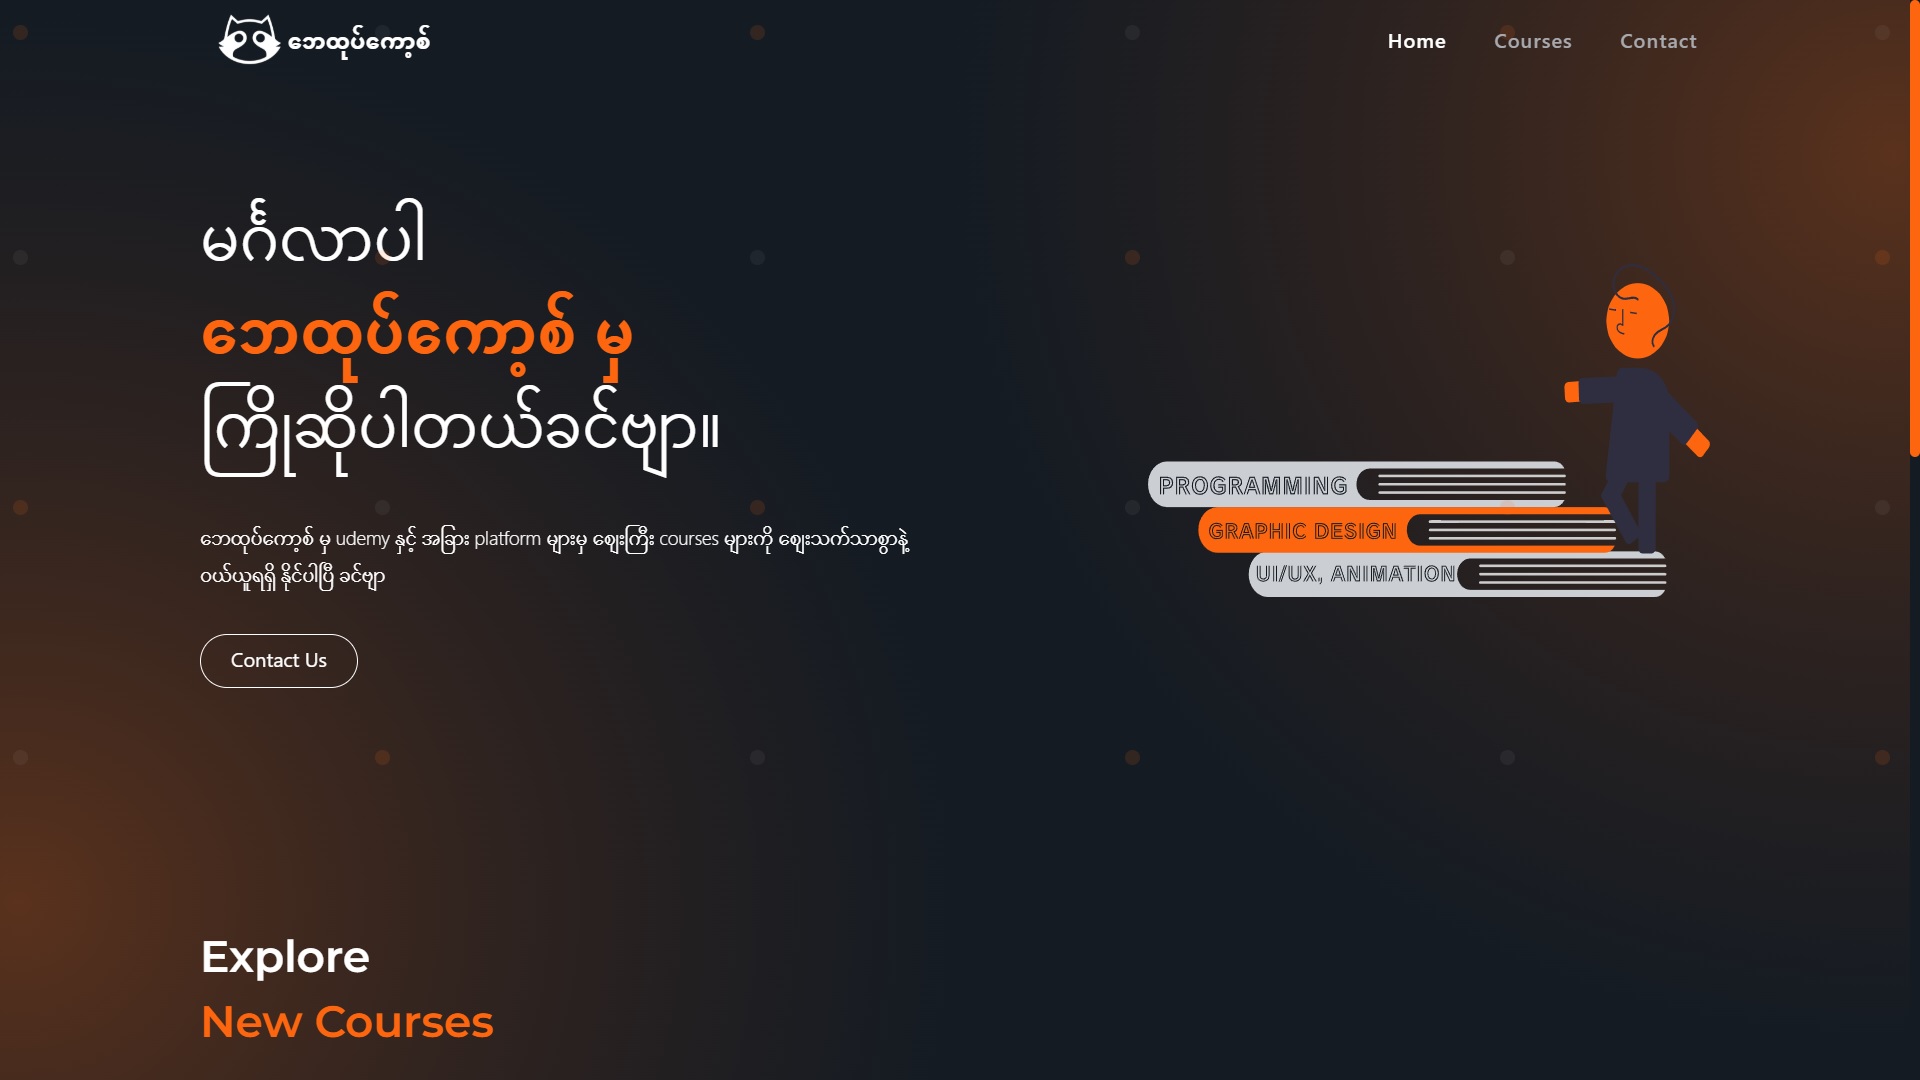 ဘေထုပ်ကော့စ်
Home
Courses
Contact
မင်္ဂလာပါ
ဘေထုပ်ကော့စ် မှ
ကြိုဆိုပါတယ်ခင်ဗျာ။
ဘေထုပ်ကော့စ် မှ udemy နှင့် အခြား platform များမှ ဈေးကြီး courses များကို ဈေးသက်သာစွာနဲ့
ဝယ်ယူရရှိ နိုင်ပါပြီ ခင်ဗျာ
PROGRAMMING
GRAPHIC DESIGN
UI/UX, ANIMATION
Contact Us
Explore
New Courses